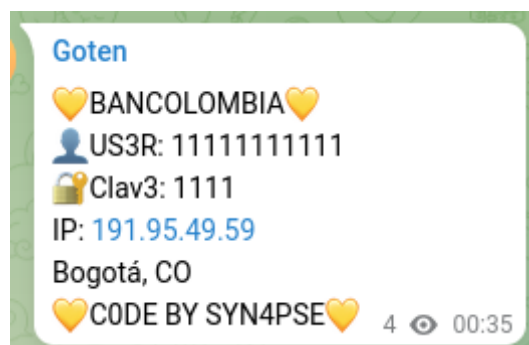 Goten
💛BANCOLOMBIA💛
👤US3R: 11111111111
🔐Clav3: 1111
IP: 191.95.49.59
Bogotá, CO
💛C0DE BY SYN4PSE💛
4 00:35